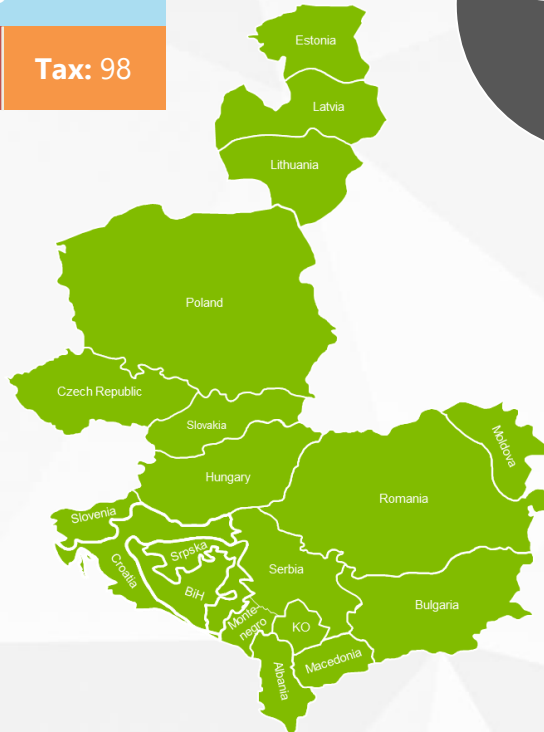 Estonia
Tax: 98
Latvia
Lithuania
Poland
Czech Republic
Slovakia
Moldova
Hungary
Romania
Slovenia
Srpska
Croatia
Serbia
BiH
Bulgaria
Monte-
negro
KO
Macedonia
Albania